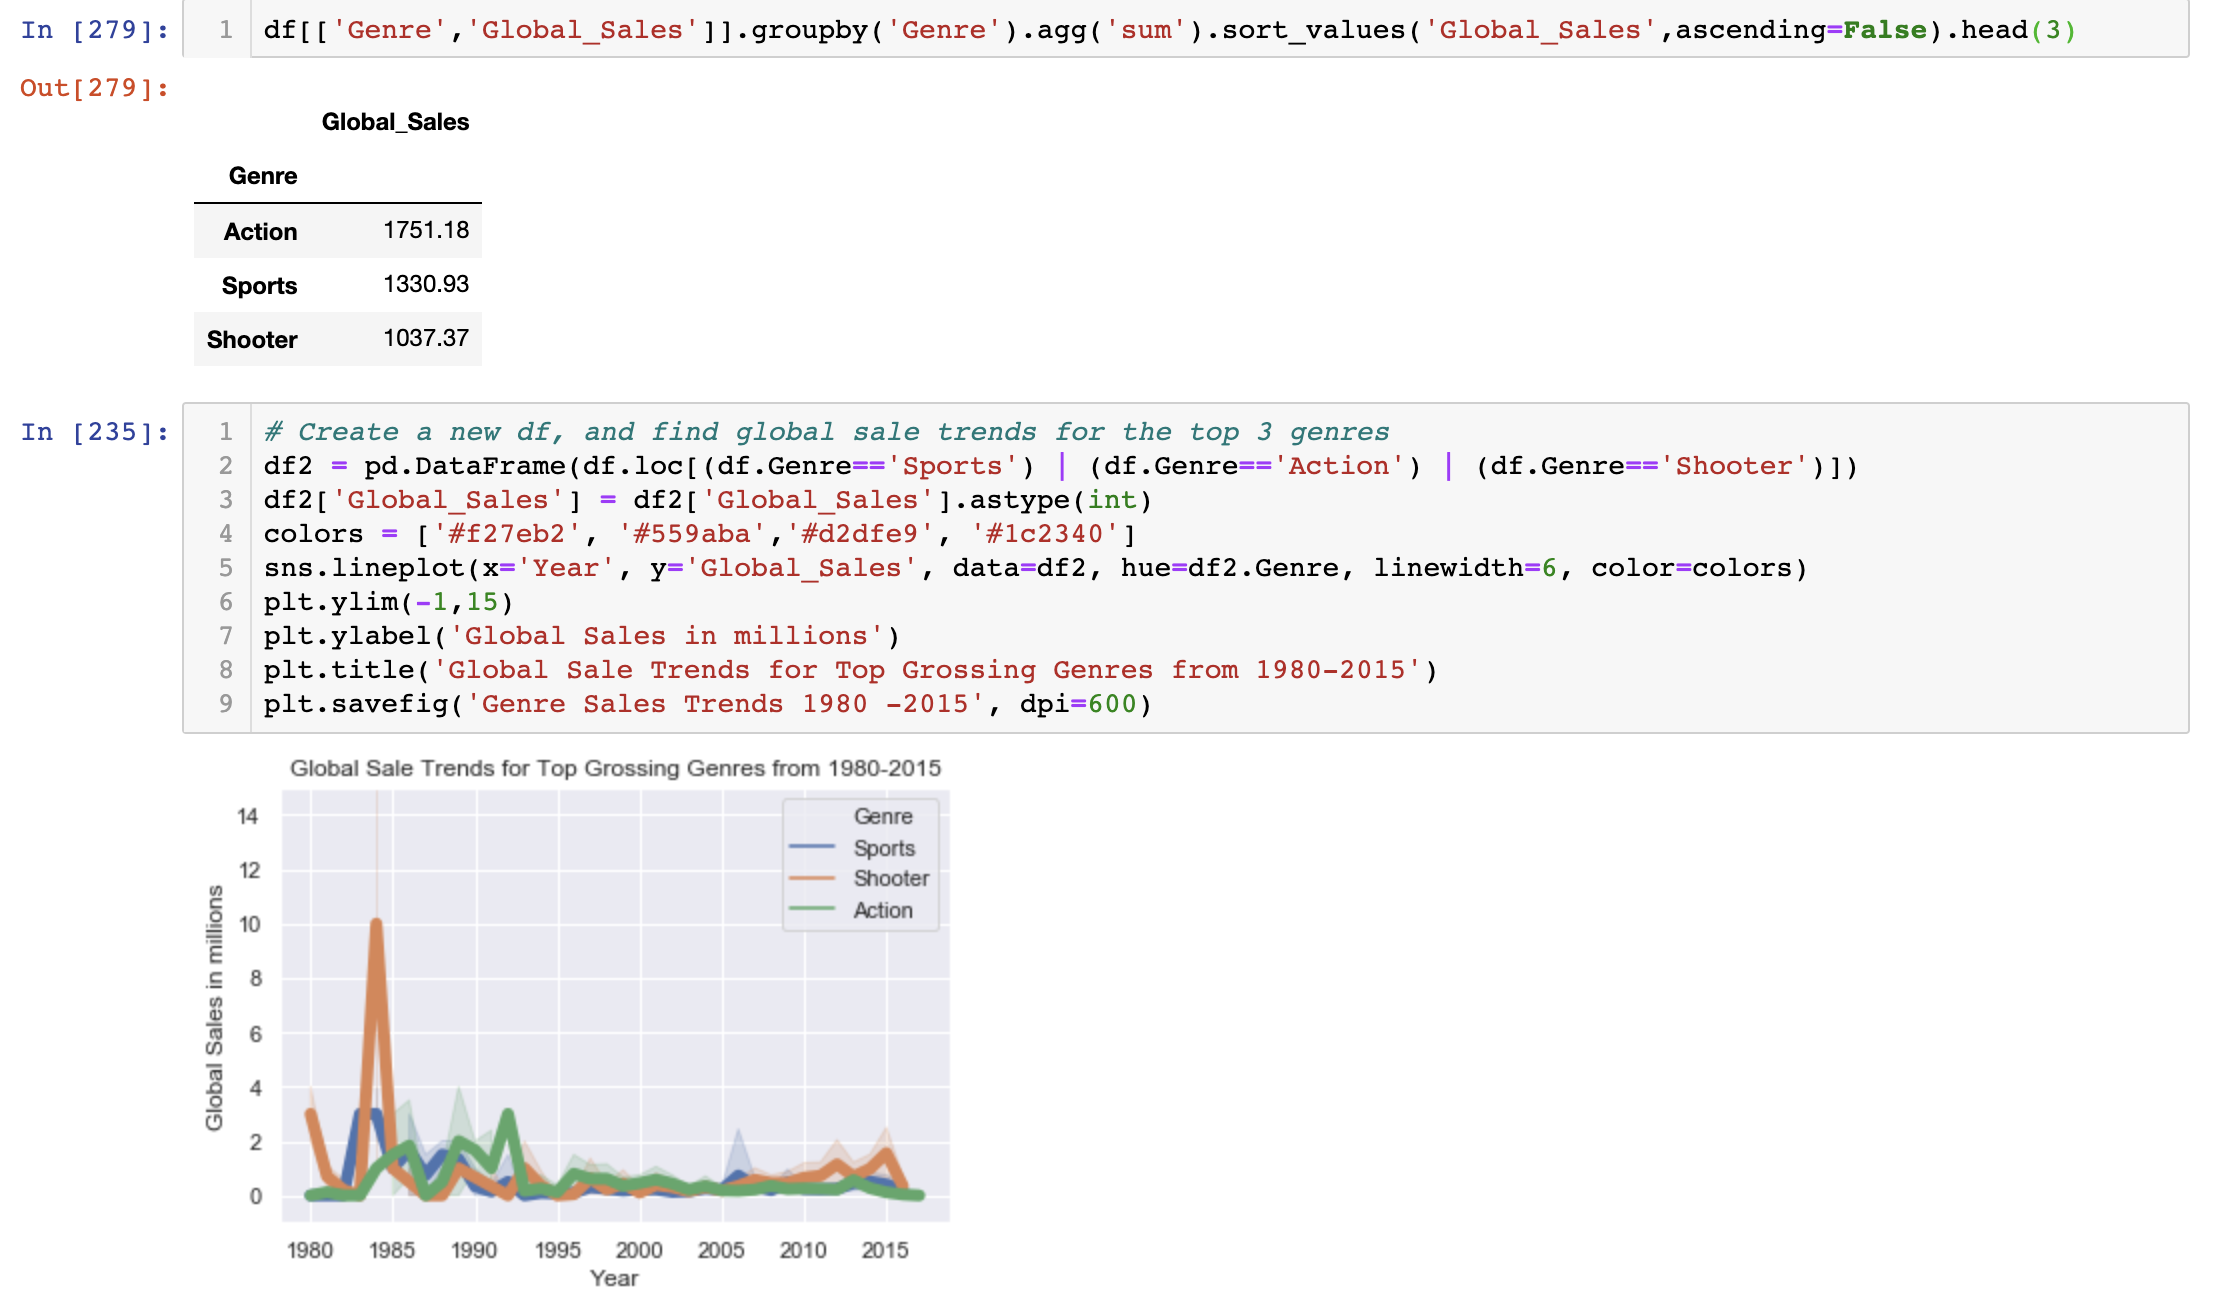 In [279]:
1 df[['Genre','Global_Sales']].groupby('Genre').agg('sum').sort_values('Global_Sales',ascending=False).head(3)
Out[279]:
Global_Sales
Genre
Action 1751.18
Sports 1330.93
Shooter 1037.37
In [235]:
1 # Create a new df, and find global sale trends for the top 3 genres
2 df2 = pd.DataFrame(df.loc[(df.Genre=='Sports') | (df.Genre=='Action') | (df.Genre=='Shooter')])
3 df2['Global_Sales'] = df2['Global_Sales'].astype(int)
4 colors = ['#f27eb2', '#559aba','#d2dfe9', '#1c2340']
5 sns.lineplot(x='Year', y='Global_Sales', data=df2, hue=df2.Genre, linewidth=6, color=colors)
6 plt.ylim(-1,15)
7 plt.ylabel('Global Sales in millions')
8 plt.title('Global Sale Trends for Top Grossing Genres from 1980-2015')
9 plt.savefig('Genre Sales Trends 1980 -2015', dpi=600)
Global Sale Trends for Top Grossing Genres from 1980-2015
Global Sales in millions
14
12
10
8
6
4
2
0
Genre
Sports
Shooter
Action
1980 1985 1990 1995 2000 2005 2010 2015
Year